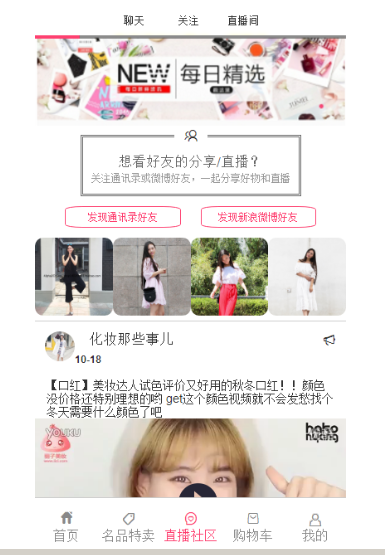 聊天 关注 直播间
NEW 每日精选
想看好友的分享/直播？
关注通讯录或微博好友，一起分享好物和直播
发现通讯录好友 发现新浪微博好友
化妆那些事儿
10-18
【口红】美妆达人试色评价又好用的秋冬口红！！颜色
没价格还特别理想的哟 get这个颜色视频就不会发愁找个
冬天需要什么颜色了吧
YOUKU
hako
nyang
首页 名品特卖 直播社区 购物车 我的